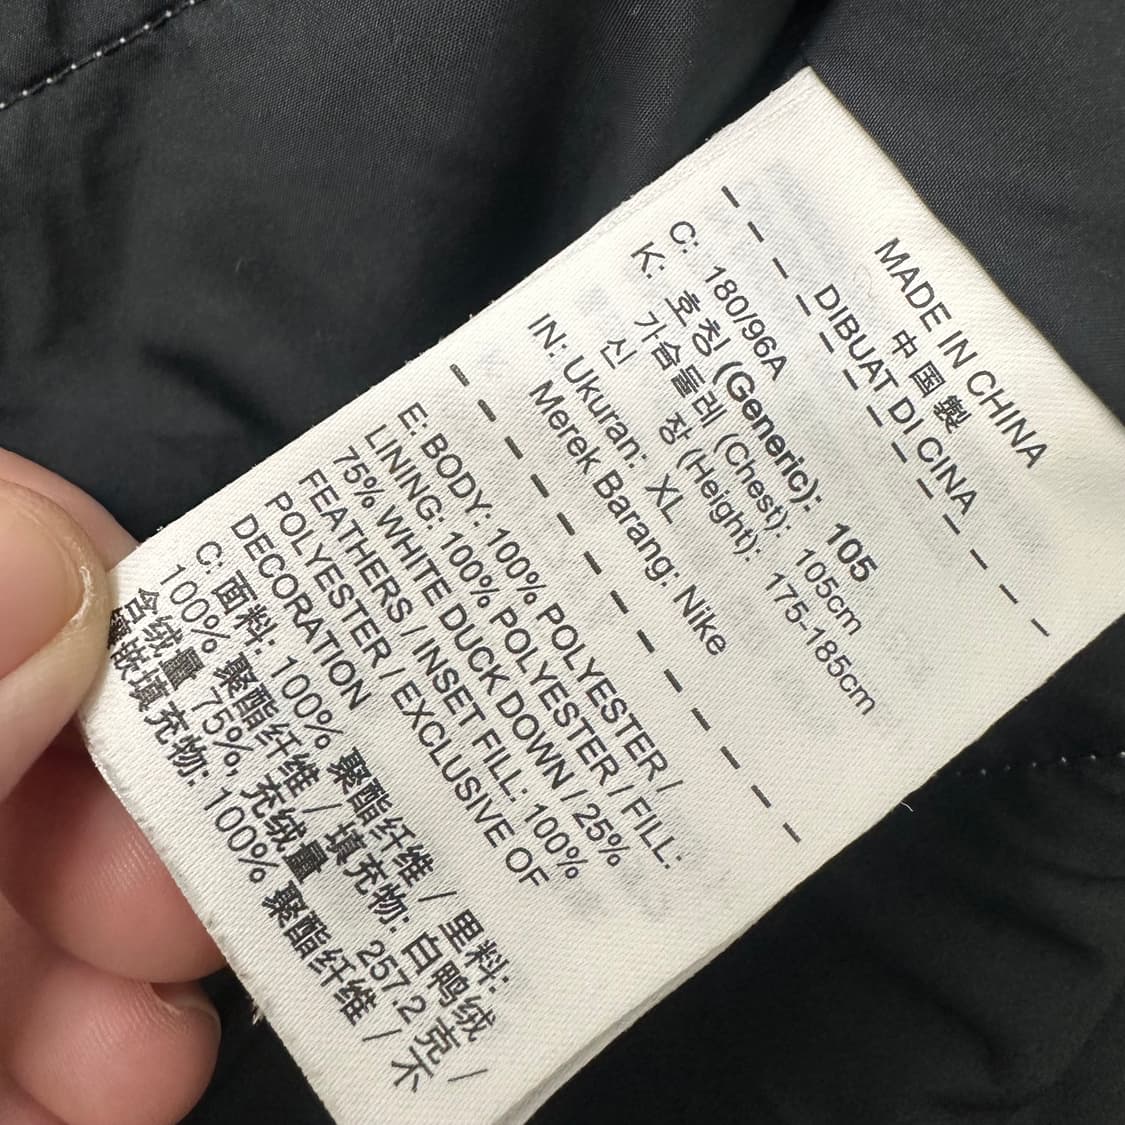 MADE IN CHINA
中國製
DIBUAT DI CINA
C: 180/96A
K: 호칭 (Generic): 105
가슴둘레 (Chest): 105cm
신 장 (Height): 175-185cm
IN: Ukuran: XL
Merek Barang: Nike
E: BODY: 100% POLYESTER /
LINING: 100% POLYESTER / FILL:
75% WHITE DUCK DOWN / 25%
FEATHERS / INSET FILL: 100%
POLYESTER / EXCLUSIVE OF
DECORATION
C: 面料: 100% 聚酯纤维 / 里料:
100% 聚酯纤维 / 填充物: 白鸭绒
含绒量 75%, 充绒量 257.2 克 /
镶嵌填充物: 100% 聚酯纤维 / 不